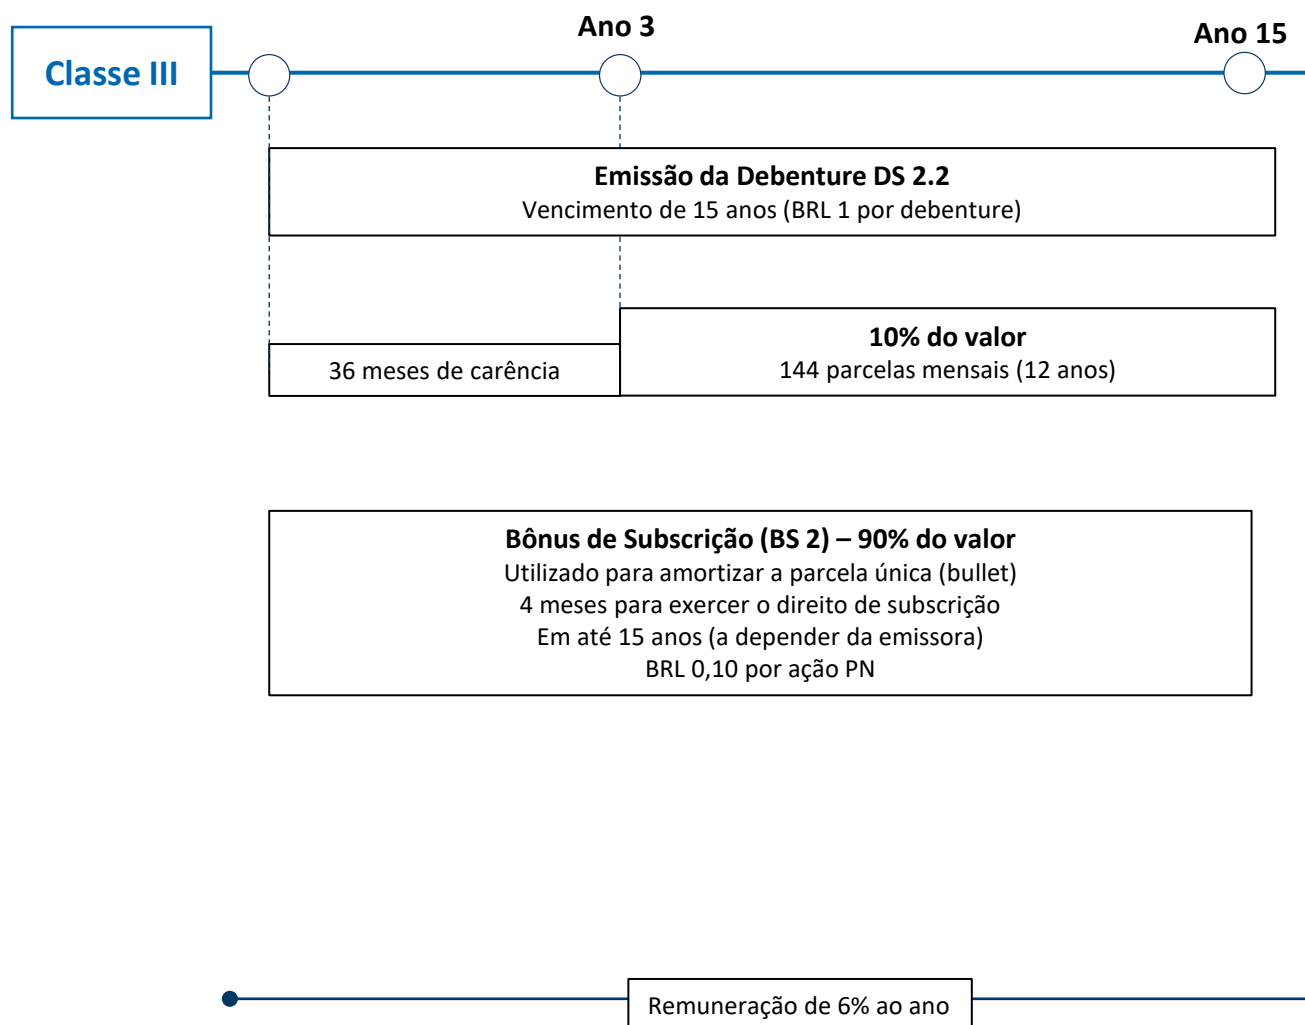 Classe III
Ano 3
Ano 15
Emissão da Debenture DS 2.2
Vencimento de 15 anos (BRL 1 por debenture)
10% do valor
144 parcelas mensais (12 anos)
36 meses de carência
Bônus de Subscrição (BS 2) – 90% do valor
Utilizado para amortizar a parcela única (bullet)
4 meses para exercer o direito de subscrição
Em até 15 anos (a depender da emissora)
BRL 0,10 por ação PN
Remuneração de 6% ao ano